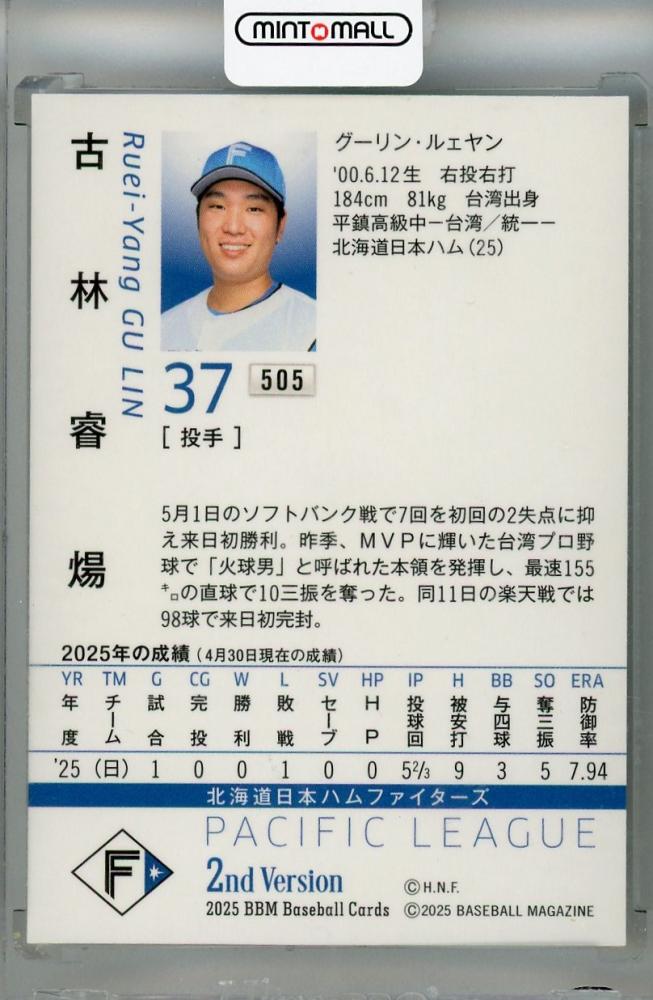 MINT MALL
古林睿煬
Ruei-Yang GU LIN
グーリン・ルェヤン
'00.6.12生 右投右打
184cm 81kg 台湾出身
平鎮高級中ー台湾/統一ー
北海道日本ハム(25)
F
37 505
[投手]
5月1日のソフトバンク戦で7回を初回の2失点に抑
え来日初勝利。昨季、MVPに輝いた台湾プロ野
球で「火球男」と呼ばれた本領を発揮し、最速155
㌔の直球で10三振を奪った。同11日の楽天戦では
98球で来日初完封。
2025年の成績(4月30日現在の成績)
YR TM G CG W L SV HP IP H BB SO ERA
年度 チーム 試合 完投 勝利 敗戦 セーブ HP 投球回 被安打 与四球 奪三振 防御率
'25 (日) 1 0 0 1 0 0 5 2/3 9 3 5 7.94
北海道日本ハムファイターズ
PACIFIC LEAGUE
F
2nd Version
©H.N.F.
2025 BBM Baseball Cards ©2025 BASEBALL MAGAZINE